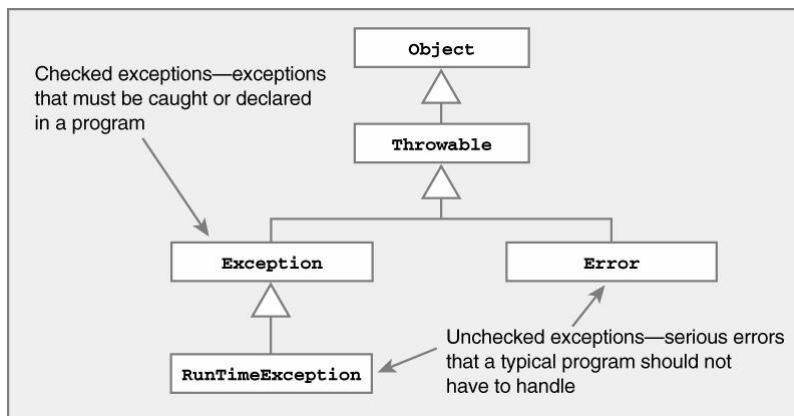 Object
Checked exceptions—exceptions
that must be caught or declared
in a program
Throwable
Exception
Error
Unchecked exceptions—serious errors
that a typical program should not
have to handle
RunTimeException